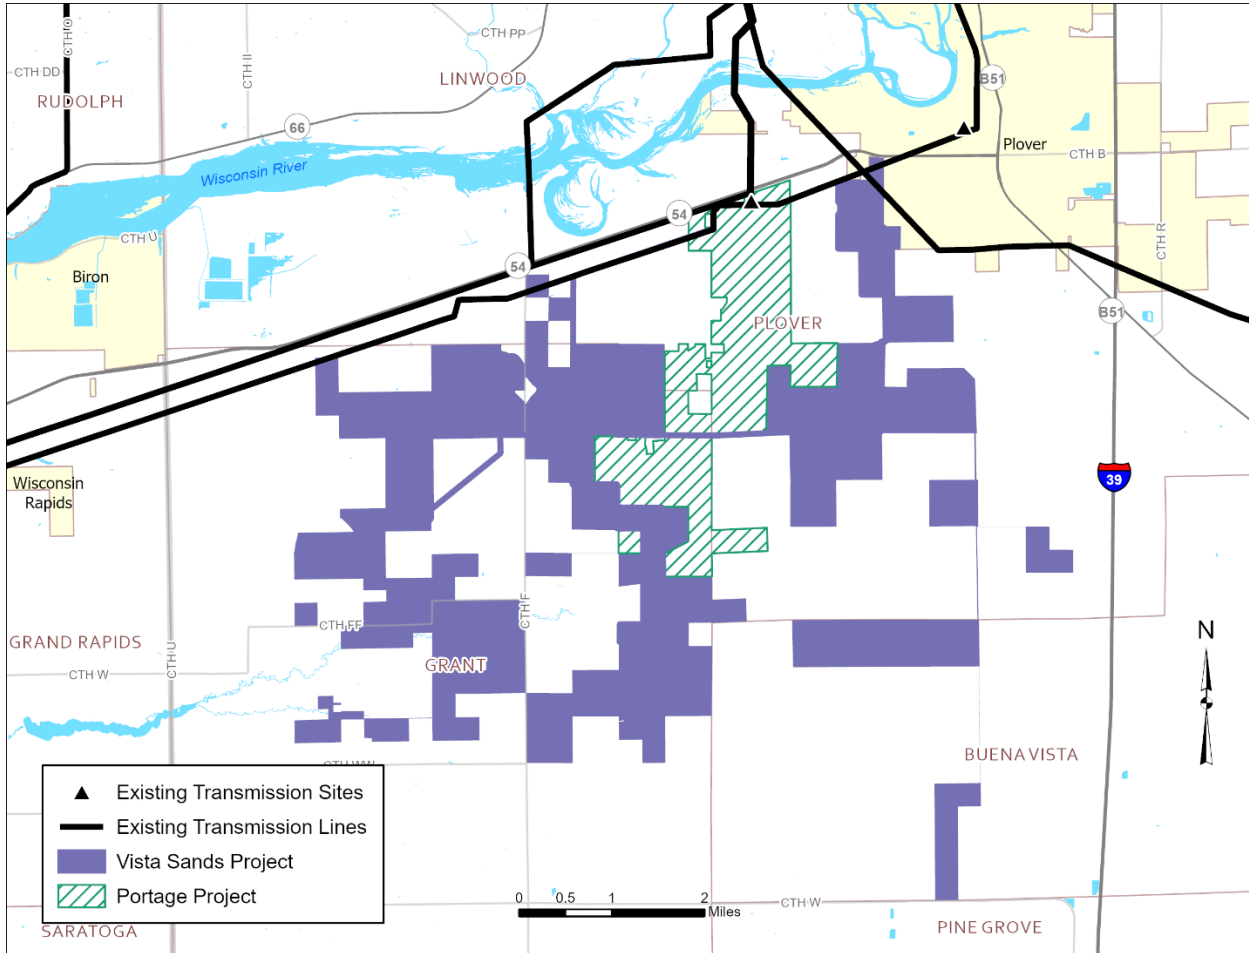 CTH O
CTH PP
CTH DD
CTH II
LINWOOD
B51
RUDOLPH
66
Plover
CTH B
Wisconsin River
54
CTH R
CTH U
54
Biron
B51
PLOVER
39
Wisconsin
Rapids
CTH F
CTH FF
GRAND RAPIDS
CTH U
CTH W
GRANT
N
BUENA VISTA
CTH WW
Existing Transmission Sites
Existing Transmission Lines
Vista Sands Project
Portage Project
0 0.5 1 2
Miles
CTH W
SARATOGA
PINE GROVE